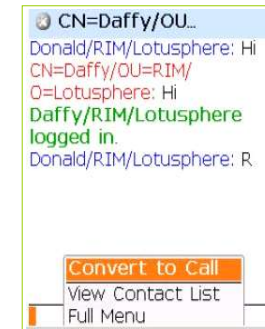 CN=Daffy/OU...
Donald/RIM/Lotusphere: Hi
CN=Daffy/OU=RIM/
O=Lotusphere: Hi
Daffy/RIM/Lotusphere
logged in.
Donald/RIM/Lotusphere: R
Convert to Call
View Contact List
Full Menu